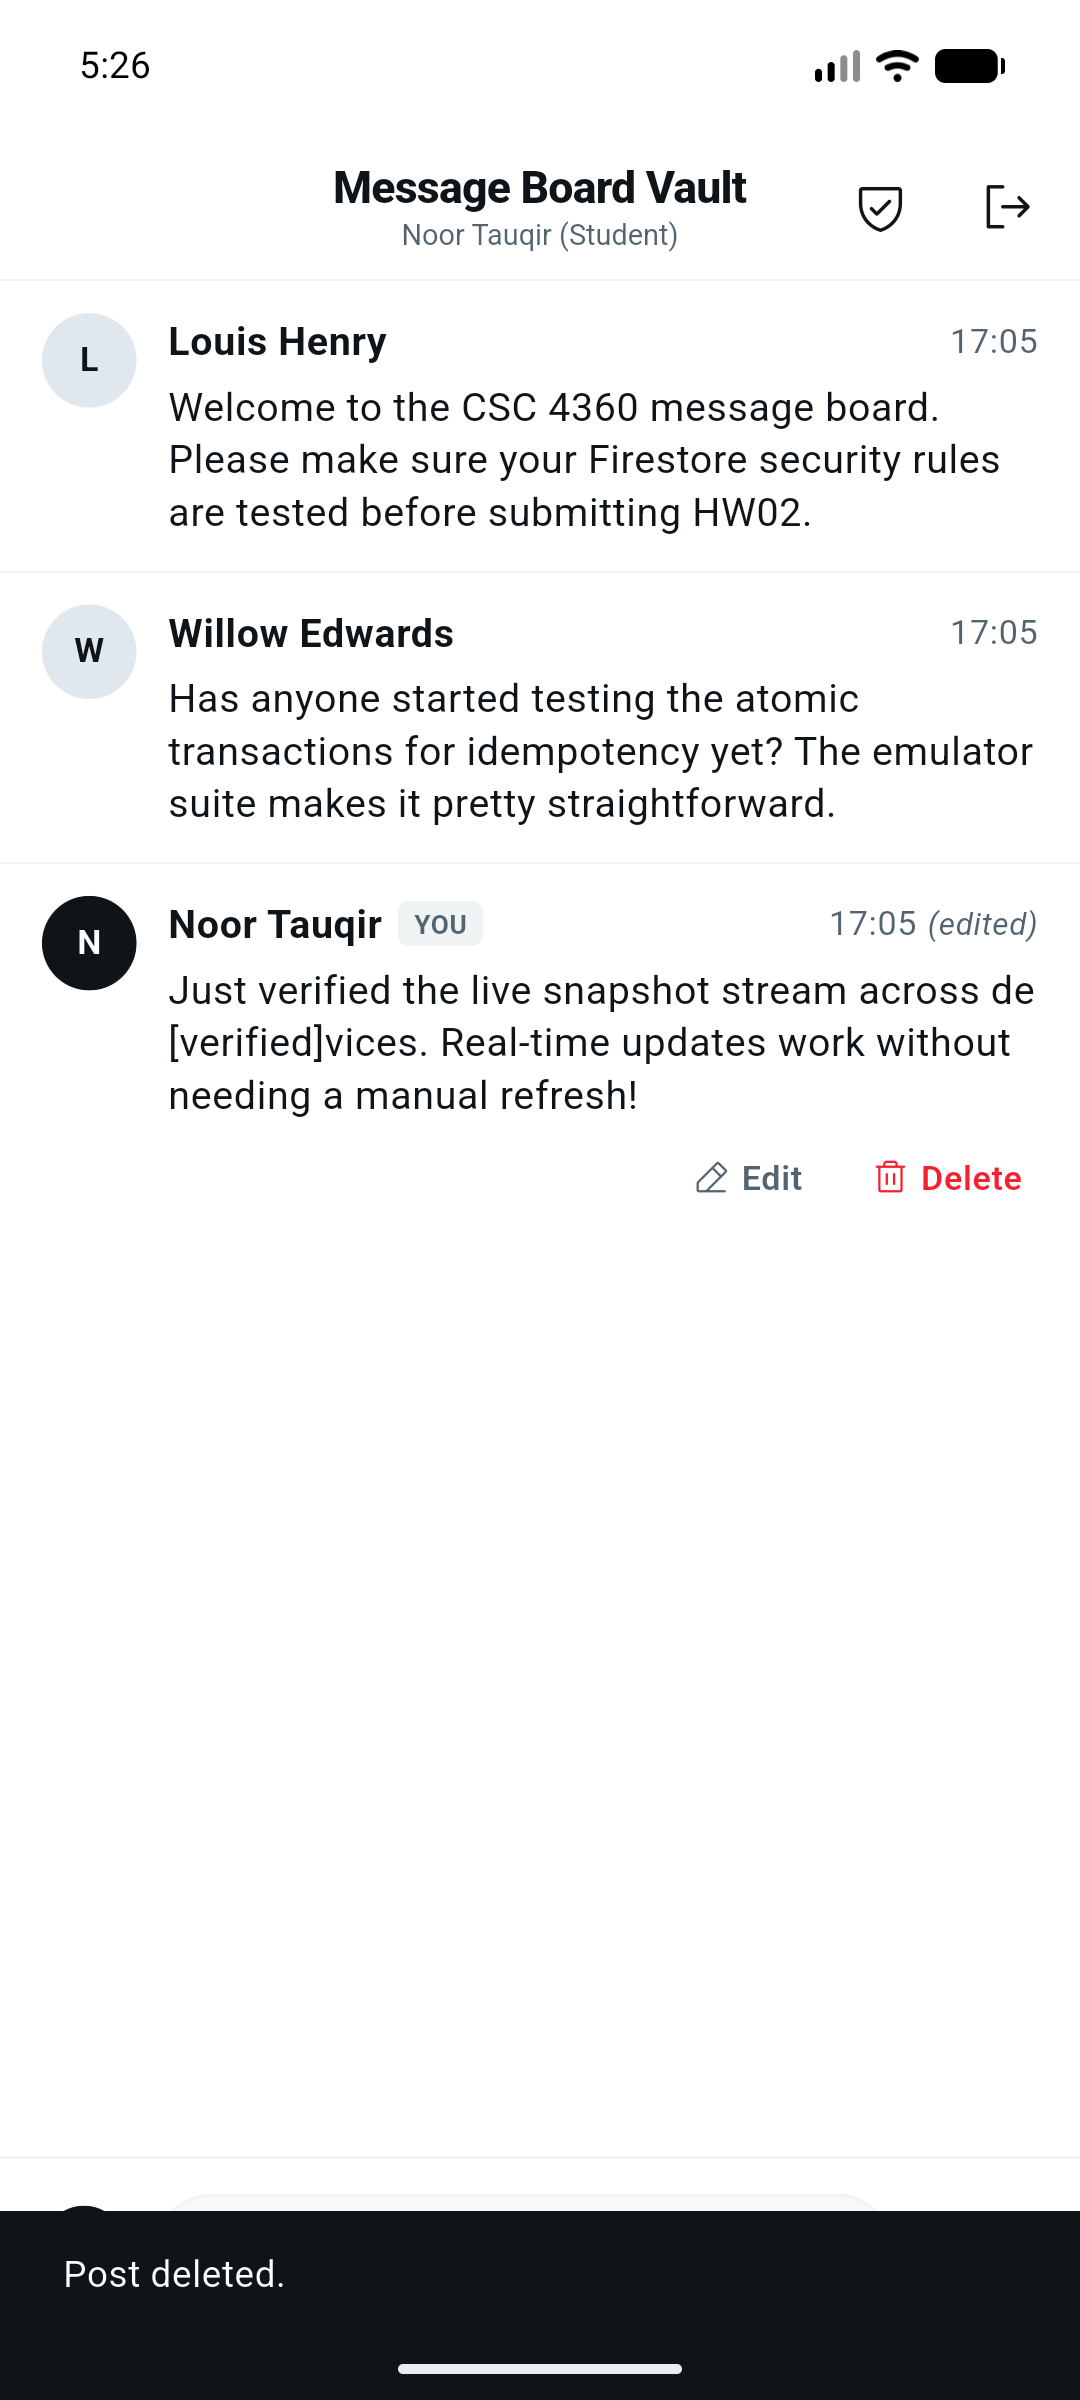 5:26
Message Board Vault
Noor Tauqir (Student)
L
Louis Henry
17:05
Welcome to the CSC 4360 message board.
Please make sure your Firestore security rules
are tested before submitting HW02.
W
Willow Edwards
17:05
Has anyone started testing the atomic
transactions for idempotency yet? The emulator
suite makes it pretty straightforward.
N
Noor Tauqir
YOU
17:05 (edited)
Just verified the live snapshot stream across de
[verified]vices. Real-time updates work without
needing a manual refresh!
Edit
Delete
Post deleted.